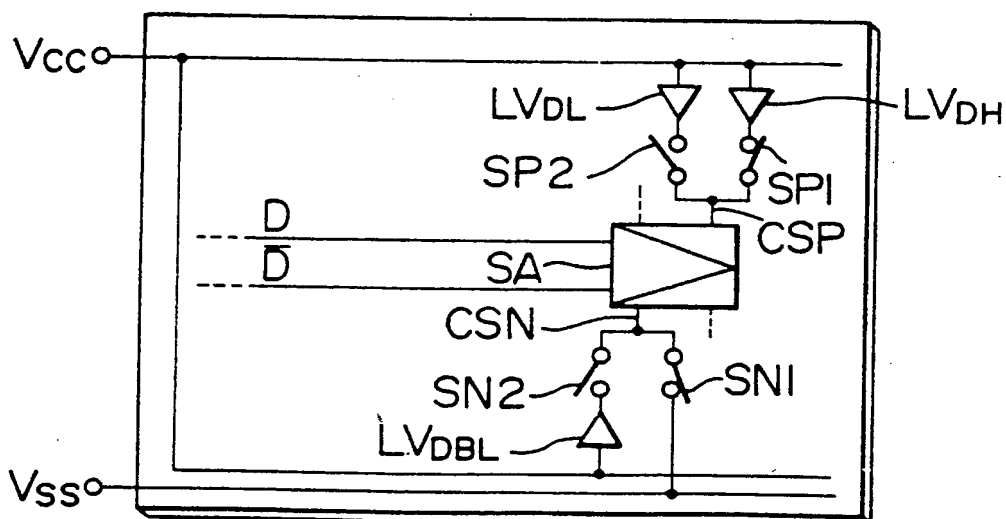 VCC
LVDL
LVDH
SP2
SP1
D
CSP
D̅
SA
CSN
SN2
SN1
LVDBL
VSS